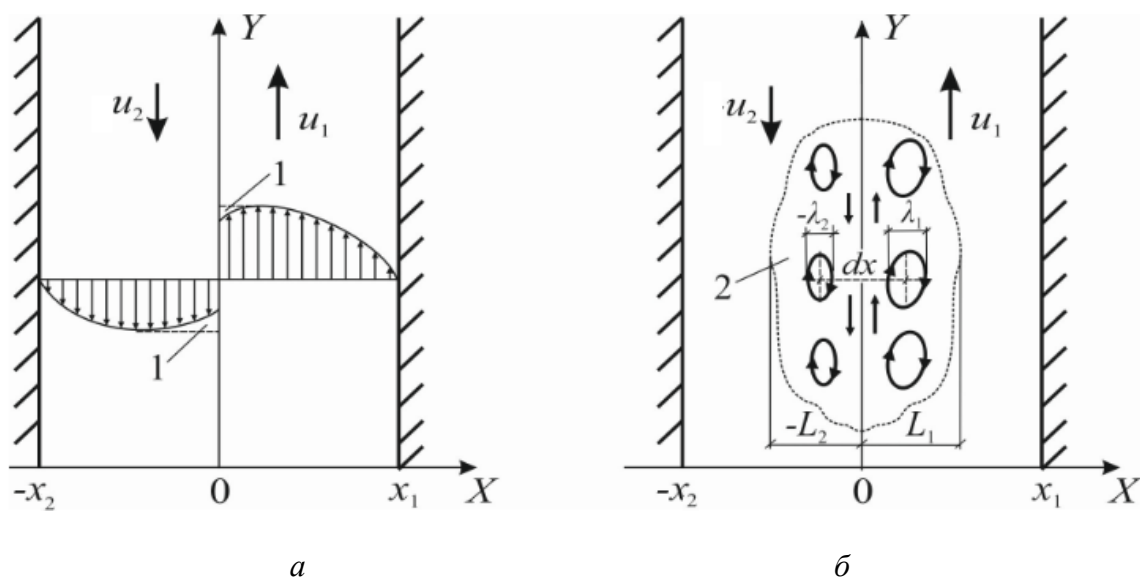 Y
Y
u₂
u₁
-u₂
u₁
1
-λ₂
λ₁
dx
2
1
-L₂
L₁
-x₂
0
x₁
X
-x₂
0
x₁
X
а
б